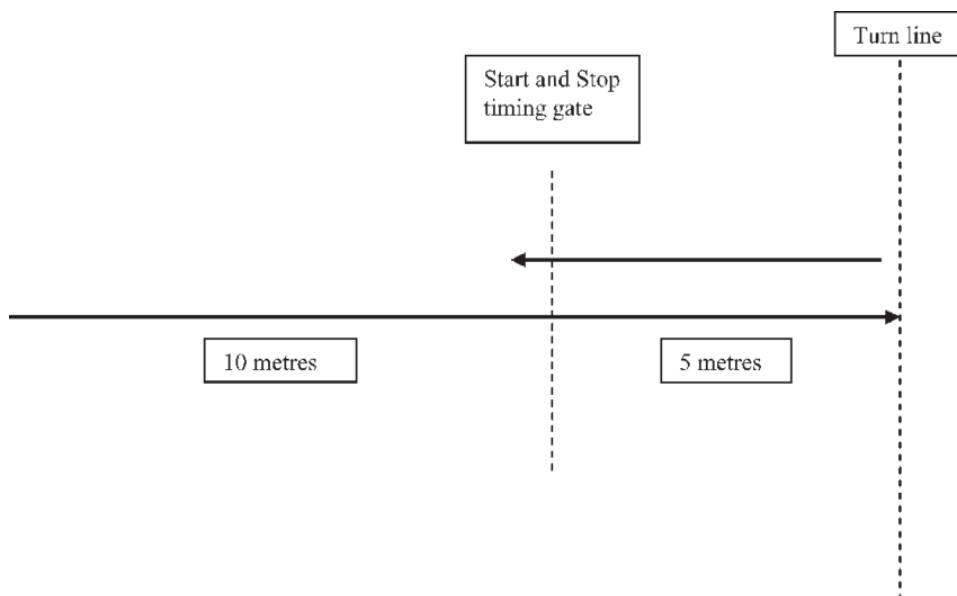 Turn line
Start and Stop
timing gate
10 metres
5 metres